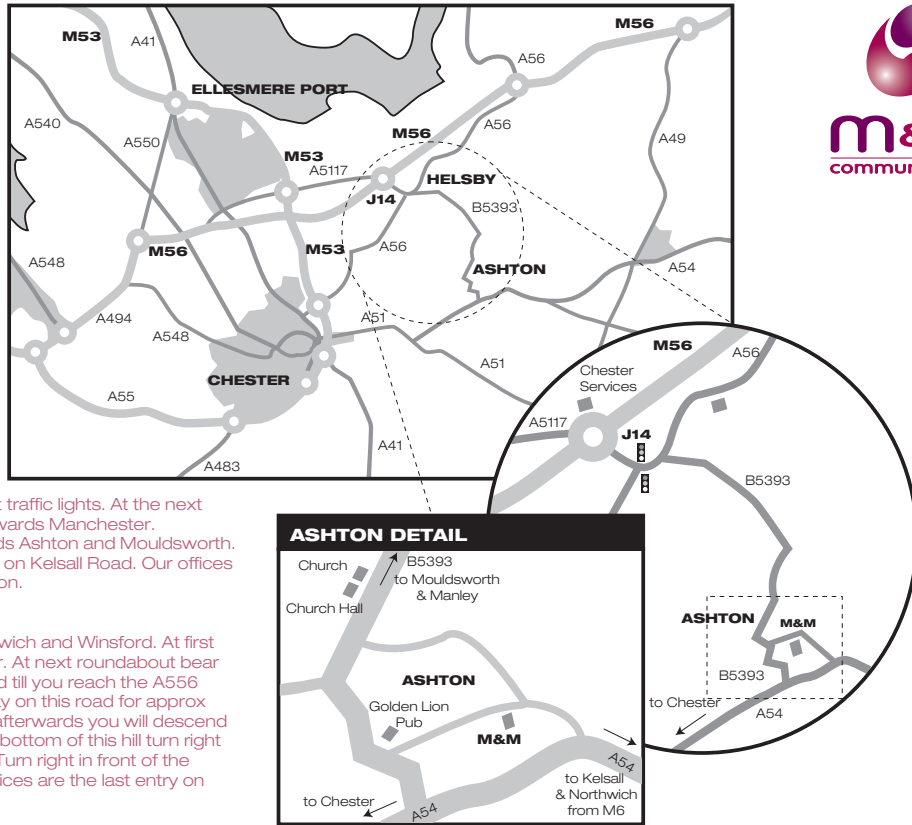 M53
A41
M56
ELLESMERE PORT
A56
A540
A550
M56
A56
A49
M53
A5117
HELSBY
J14
B5393
M56
M53
A56
A548
ASHTON
A54
A494
A548
A51
CHESTER
A51
A55
A41
A483
m&
commun
M56
A56
Chester
Services
A5117
J14
B5393
ASHTON
M&M
B5393
to Chester
A54
t traffic lights. At the next
wards Manchester.
ds Ashton and Mouldsworth.
on Kelsall Road. Our offices
on.
wich and Winsford. At first
r. At next roundabout bear
d till you reach the A556
ay on this road for approx
afterwards you will descend
bottom of this hill turn right
Turn right in front of the
ices are the last entry on
ASHTON DETAIL
Church
B5393
to Mouldsworth
& Manley
Church Hall
ASHTON
Golden Lion
Pub
M&M
A54
to Chester
A54
to Kelsall
& Northwich
from M6